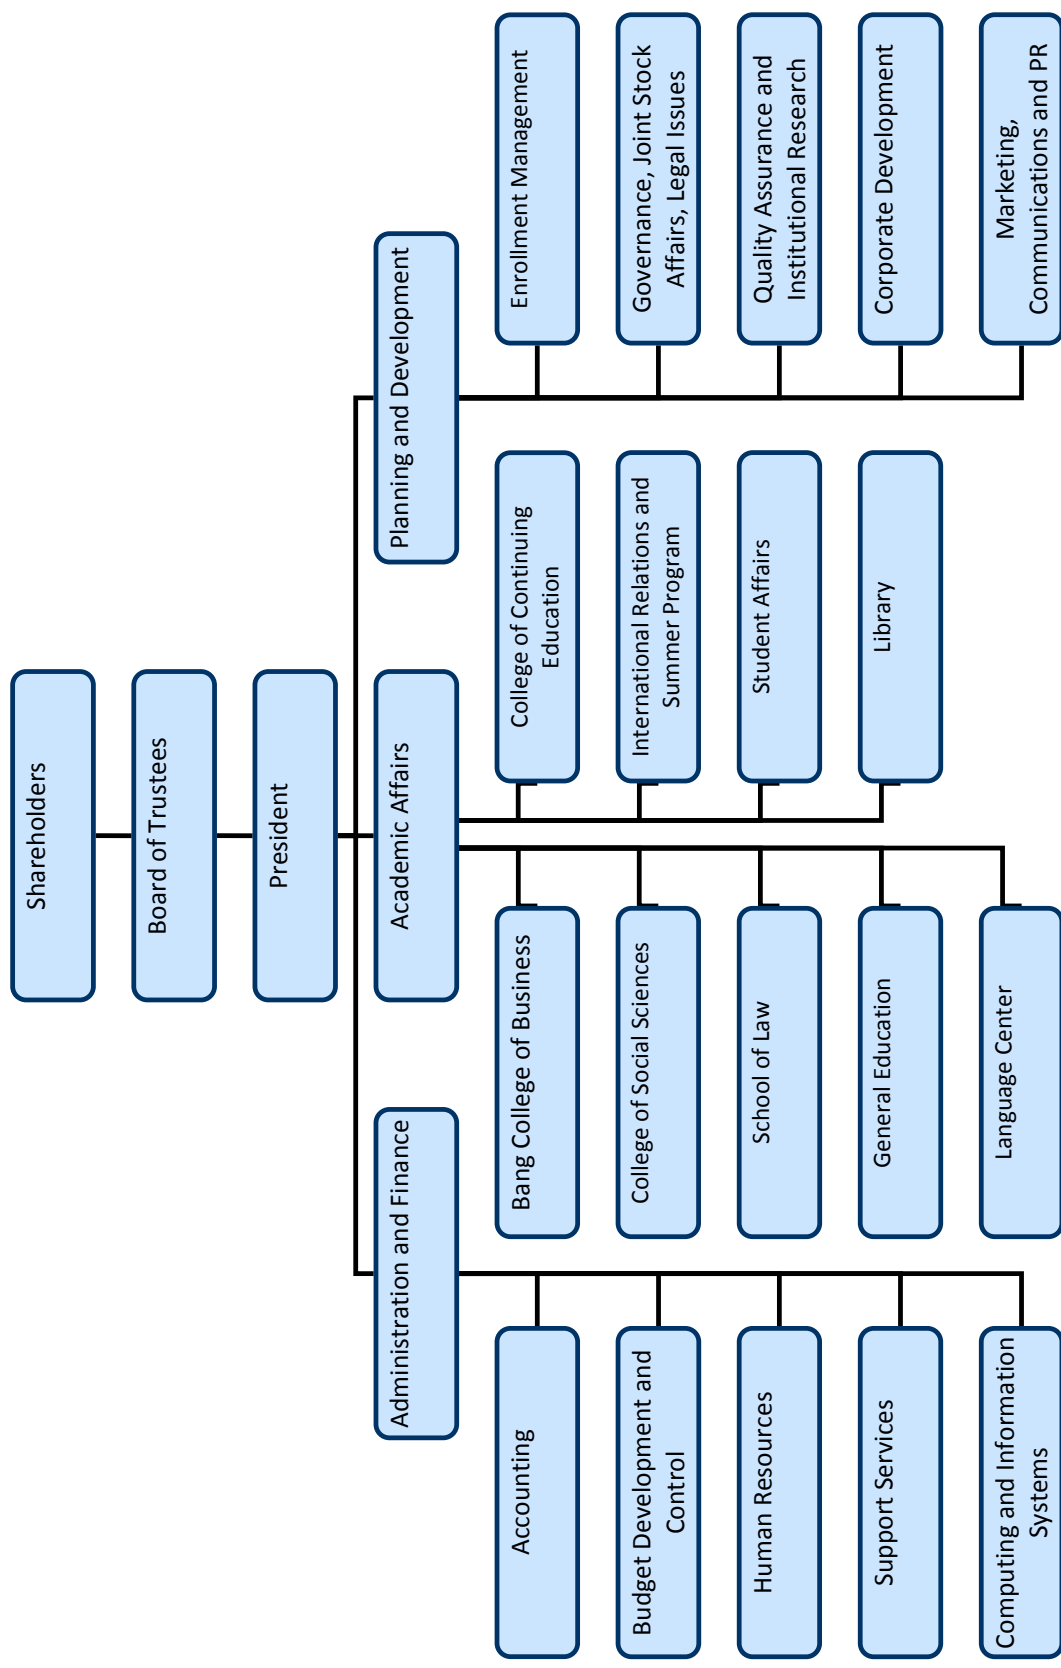 Shareholders
Board of Trustees
President
Administration and Finance
Academic Affairs
Planning and Development
Accounting
Budget Development and
Control
Human Resources
Support Services
Computing and Information
Systems
Bang College of Business
College of Social Sciences
School of Law
General Education
Language Center
College of Continuing
Education
International Relations and
Summer Program
Student Affairs
Library
Enrollment Management
Governance, Joint Stock
Affairs, Legal Issues
Quality Assurance and
Institutional Research
Corporate Development
Marketing,
Communications and PR